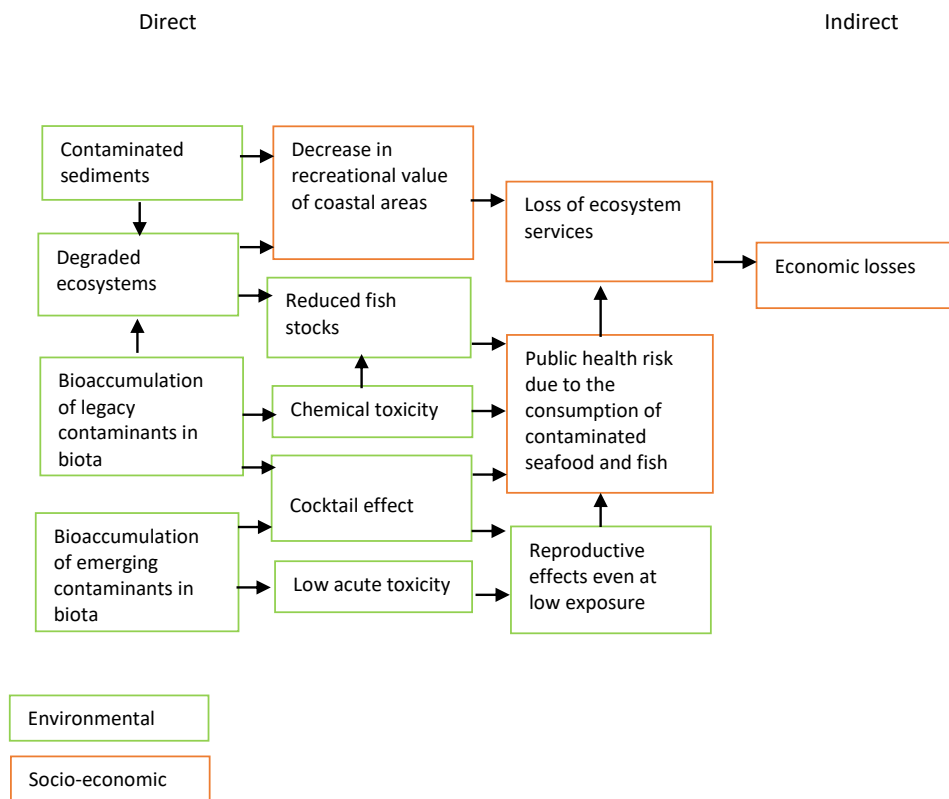 Direct
Indirect
Contaminated
sediments
Decrease in
recreational value
of coastal areas
Loss of ecosystem
services
Economic losses
Degraded
ecosystems
Reduced fish
stocks
Public health risk
due to the
consumption of
contaminated
seafood and fish
Bioaccumulation
of legacy
contaminants in
biota
Chemical toxicity
Cocktail effect
Bioaccumulation
of emerging
contaminants in
biota
Low acute toxicity
Reproductive
effects even at
low exposure
Environmental
Socio-economic